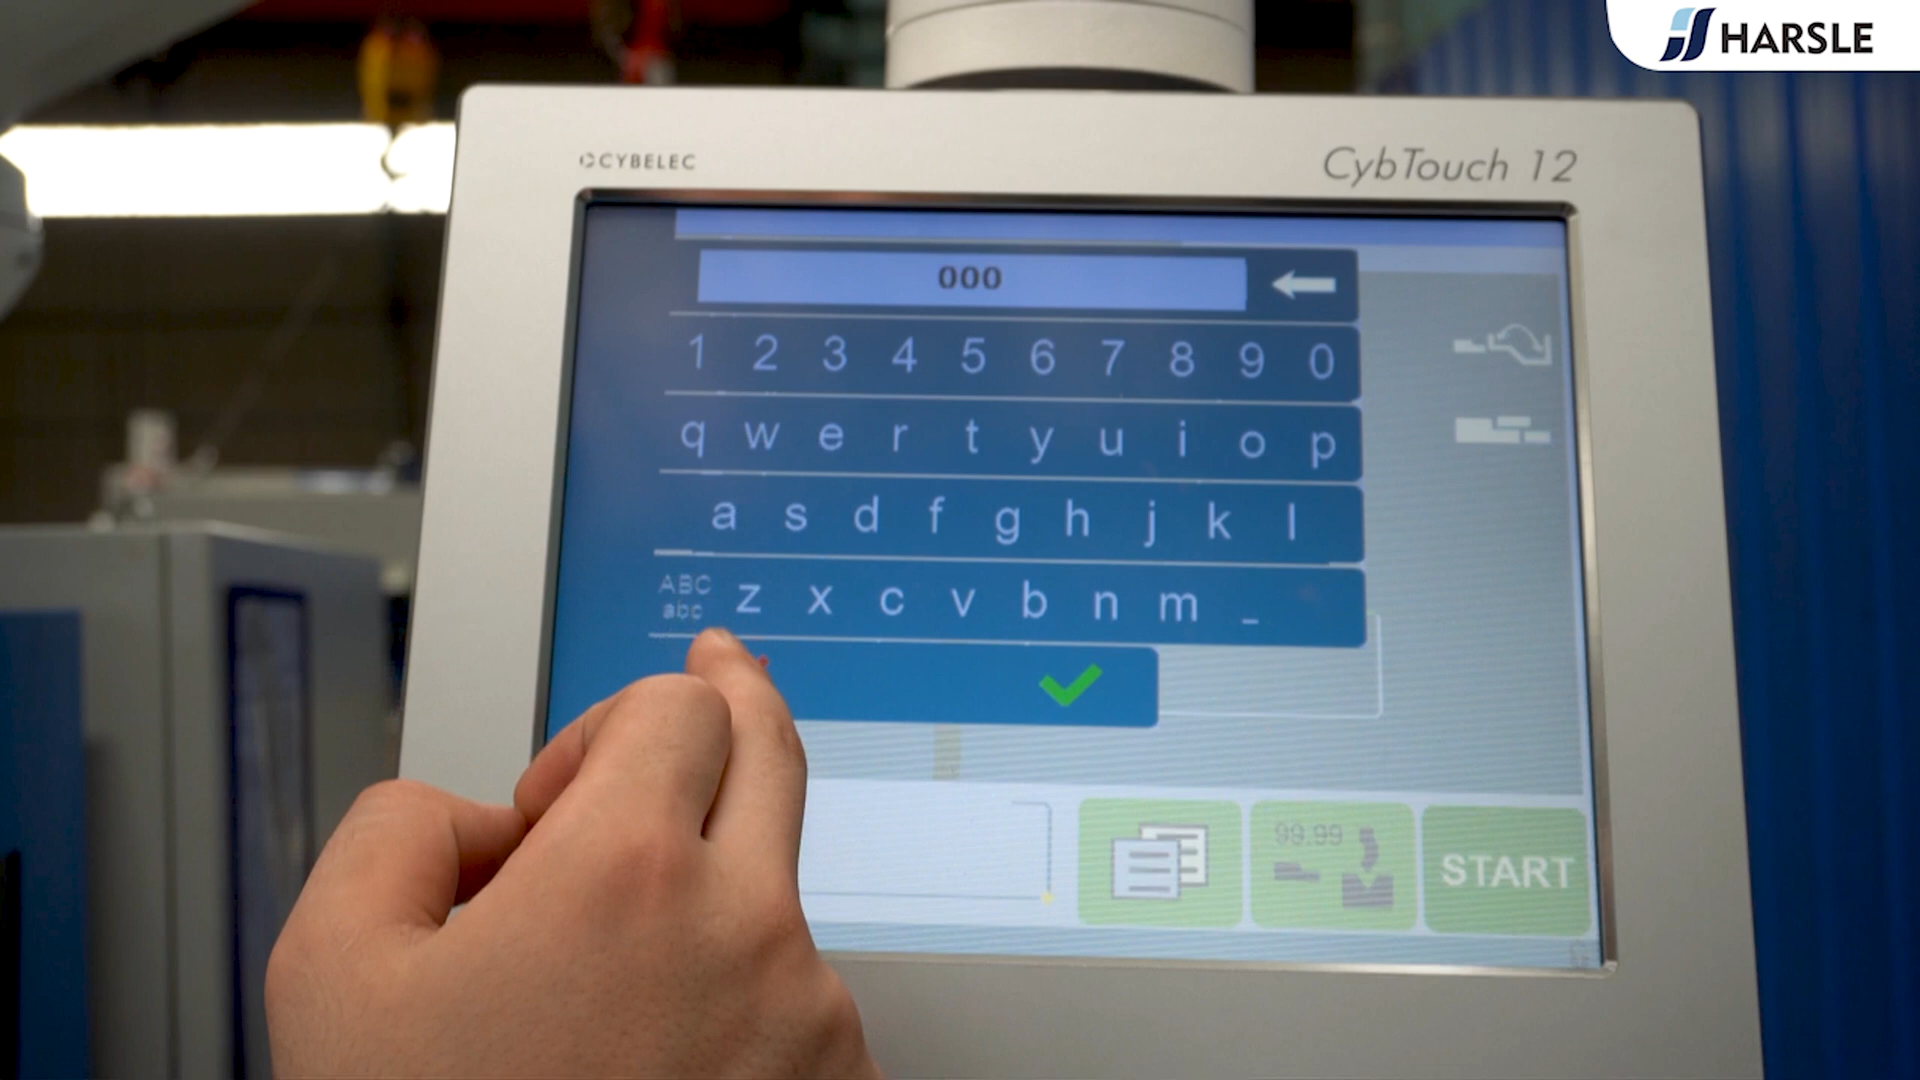 HARSLE
CYBELEC
CybTouch 12
000
1 2 3 4 5 6 7 8 9 0
q w e r t y u i o p
a s d f g h j k l
ABC
abc
z x c v b n m _
99.99
START